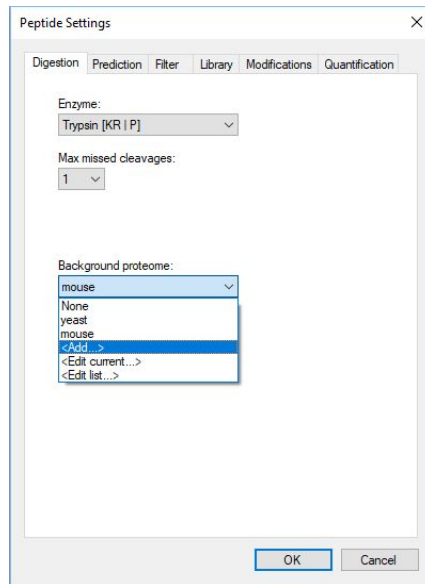 Peptide Settings
Digestion Prediction Filter Library Modifications Quantification
Enzyme:
Trypsin [KR | P]
Max missed cleavages:
1
Background proteome:
mouse
None
yeast
mouse
<Add...>
<Edit current...>
<Edit list...>
OK Cancel